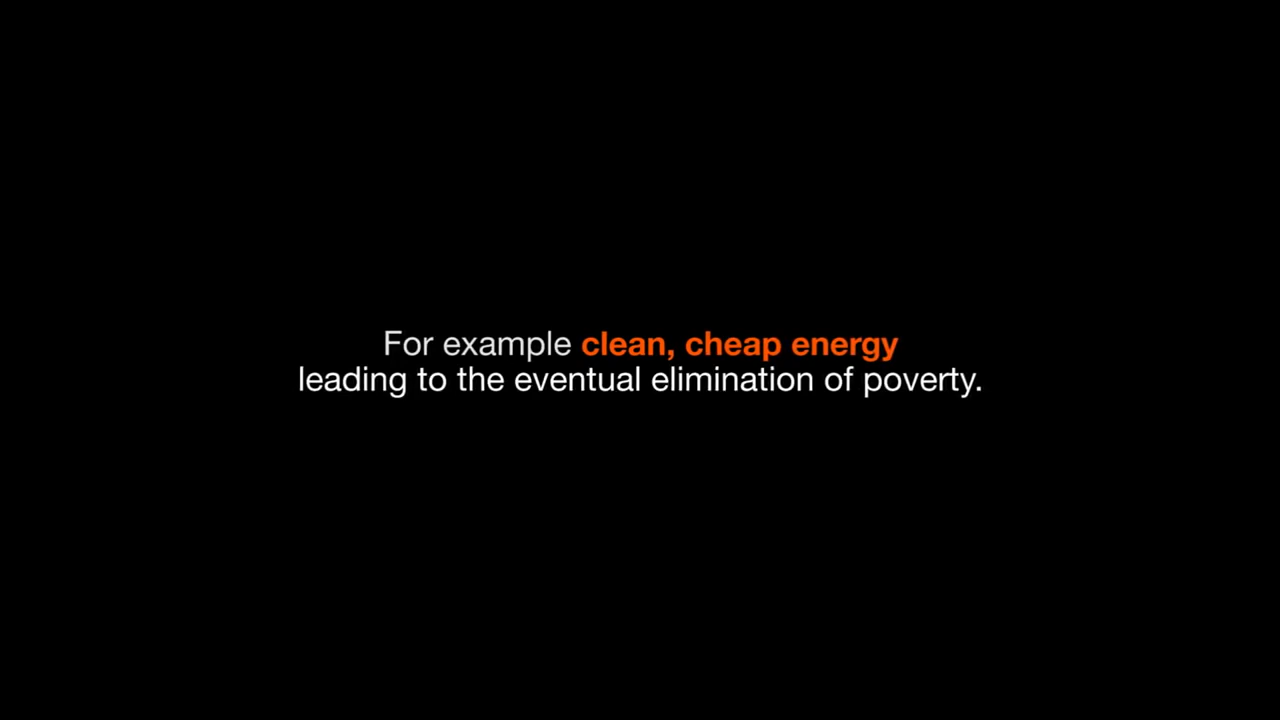 For example clean, cheap energy
leading to the eventual elimination of poverty.